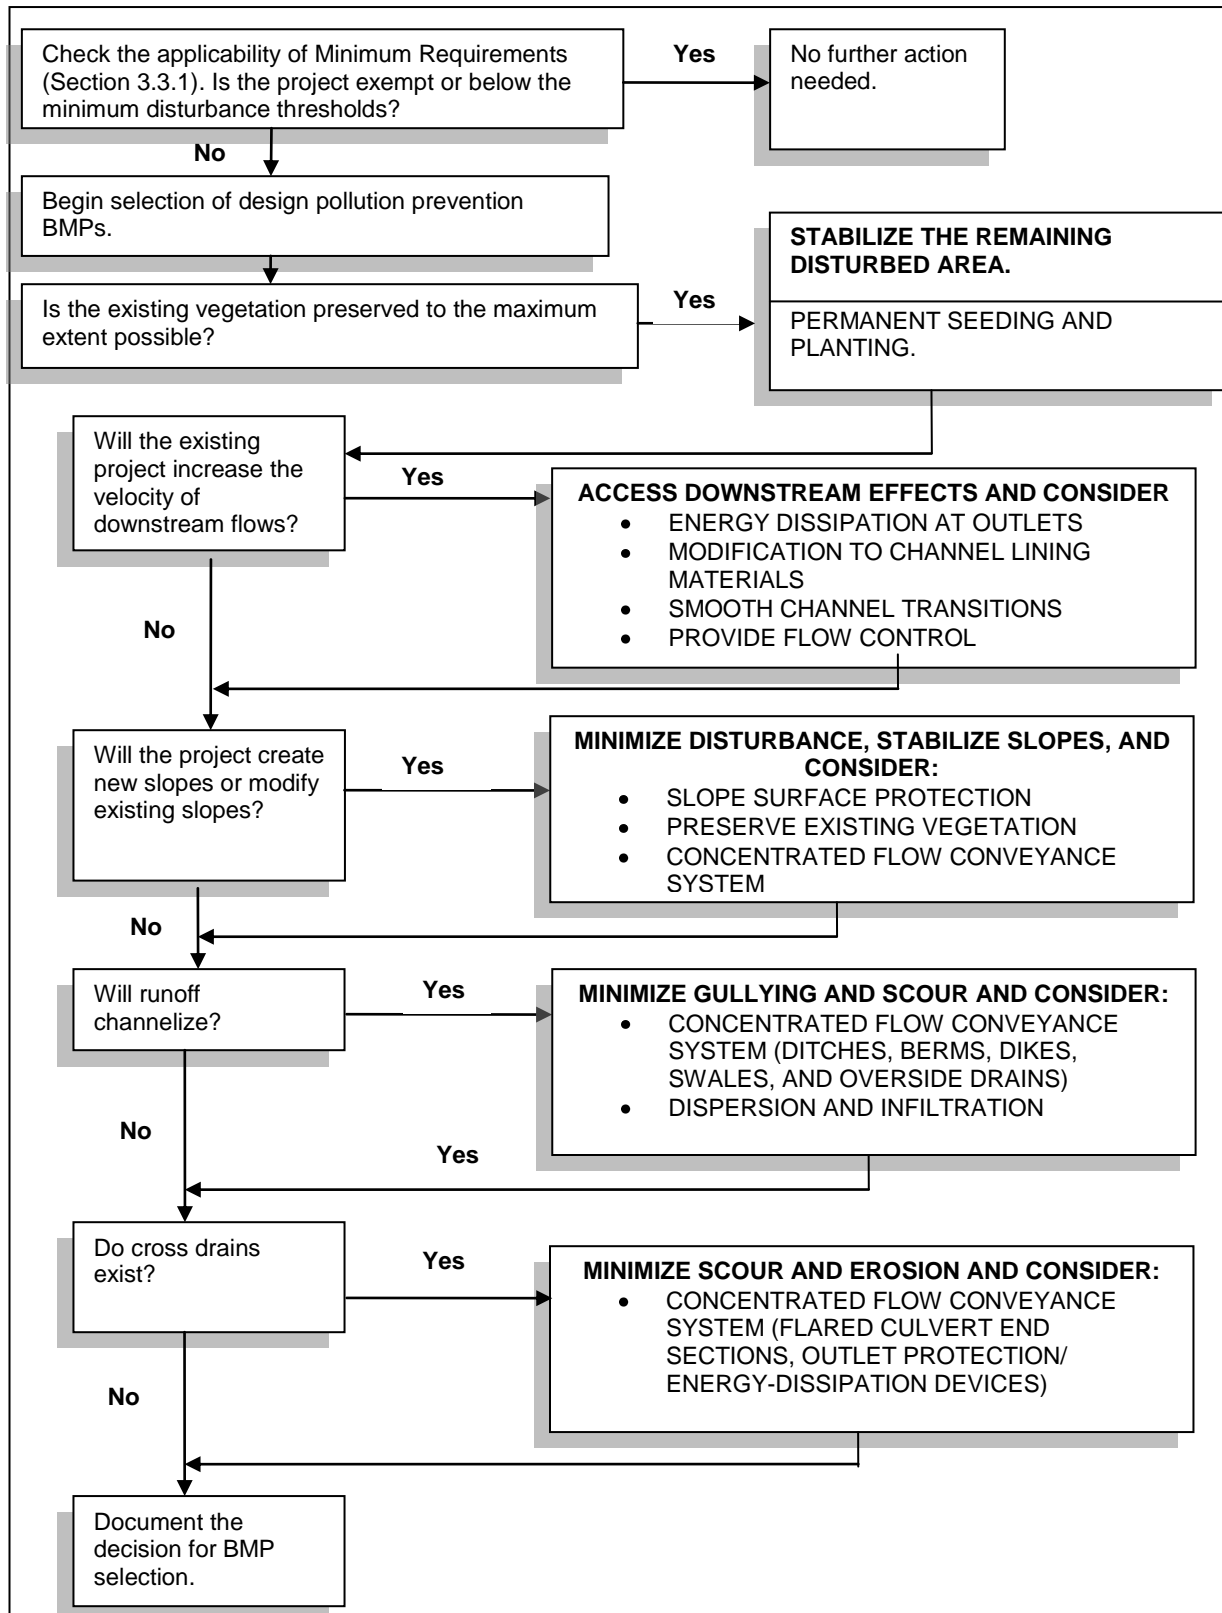 Check the applicability of Minimum Requirements
(Section 3.3.1). Is the project exempt or below the
minimum disturbance thresholds?
Yes
No further action
needed.
No
Begin selection of design pollution prevention
BMPs.
Is the existing vegetation preserved to the maximum
extent possible?
Yes
STABILIZE THE REMAINING
DISTURBED AREA.
PERMANENT SEEDING AND
PLANTING.
Will the existing
project increase the
velocity of
downstream flows?
Yes
ACCESS DOWNSTREAM EFFECTS AND CONSIDER
• ENERGY DISSIPATION AT OUTLETS
• MODIFICATION TO CHANNEL LINING
MATERIALS
• SMOOTH CHANNEL TRANSITIONS
• PROVIDE FLOW CONTROL
No
Will the project create
new slopes or modify
existing slopes?
Yes
MINIMIZE DISTURBANCE, STABILIZE SLOPES, AND
CONSIDER:
• SLOPE SURFACE PROTECTION
• PRESERVE EXISTING VEGETATION
• CONCENTRATED FLOW CONVEYANCE
SYSTEM
No
Will runoff
channelize?
Yes
MINIMIZE GULLYING AND SCOUR AND CONSIDER:
• CONCENTRATED FLOW CONVEYANCE
SYSTEM (DITCHES, BERMS, DIKES,
SWALES, AND OVERSIDE DRAINS)
• DISPERSION AND INFILTRATION
No
Yes
Do cross drains
exist?
Yes
MINIMIZE SCOUR AND EROSION AND CONSIDER:
• CONCENTRATED FLOW CONVEYANCE
SYSTEM (FLARED CULVERT END
SECTIONS, OUTLET PROTECTION/
ENERGY-DISSIPATION DEVICES)
No
Document the
decision for BMP
selection.